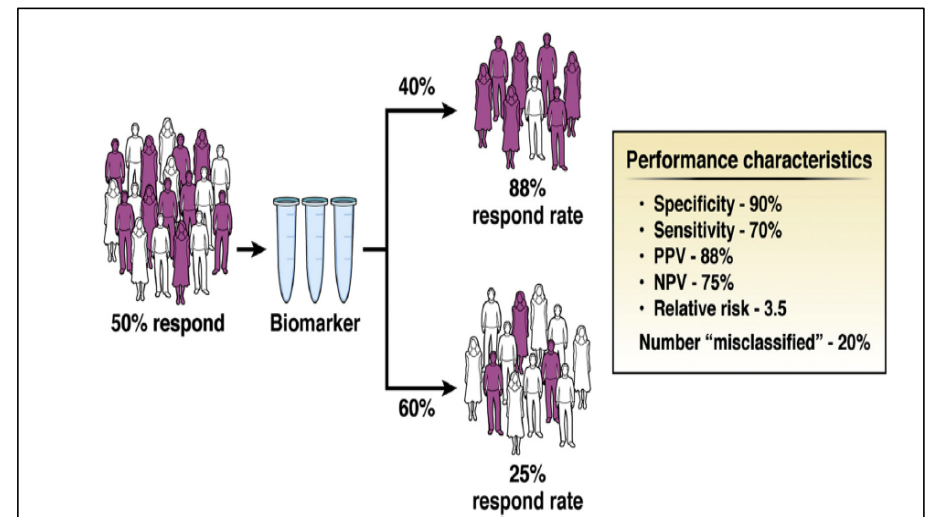 50% respond
Biomarker
40%
88%
respond rate
60%
25%
respond rate
Performance characteristics
• Specificity - 90%
• Sensitivity - 70%
• PPV - 88%
• NPV - 75%
• Relative risk - 3.5
Number “misclassified” - 20%